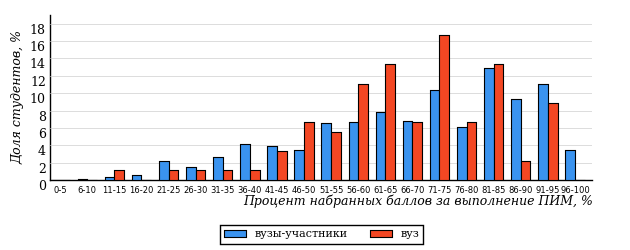 Доля студентов, %
18
16
14
12
10
8
6
4
2
0
0-5 6-10 11-15 16-20 21-25 26-30 31-35 36-40 41-45 46-50 51-55 56-60 61-65 66-70 71-75 76-80 81-85 86-90 91-95 96-100
Процент набранных баллов за выполнение ПИМ, %
вузы-участники вуз